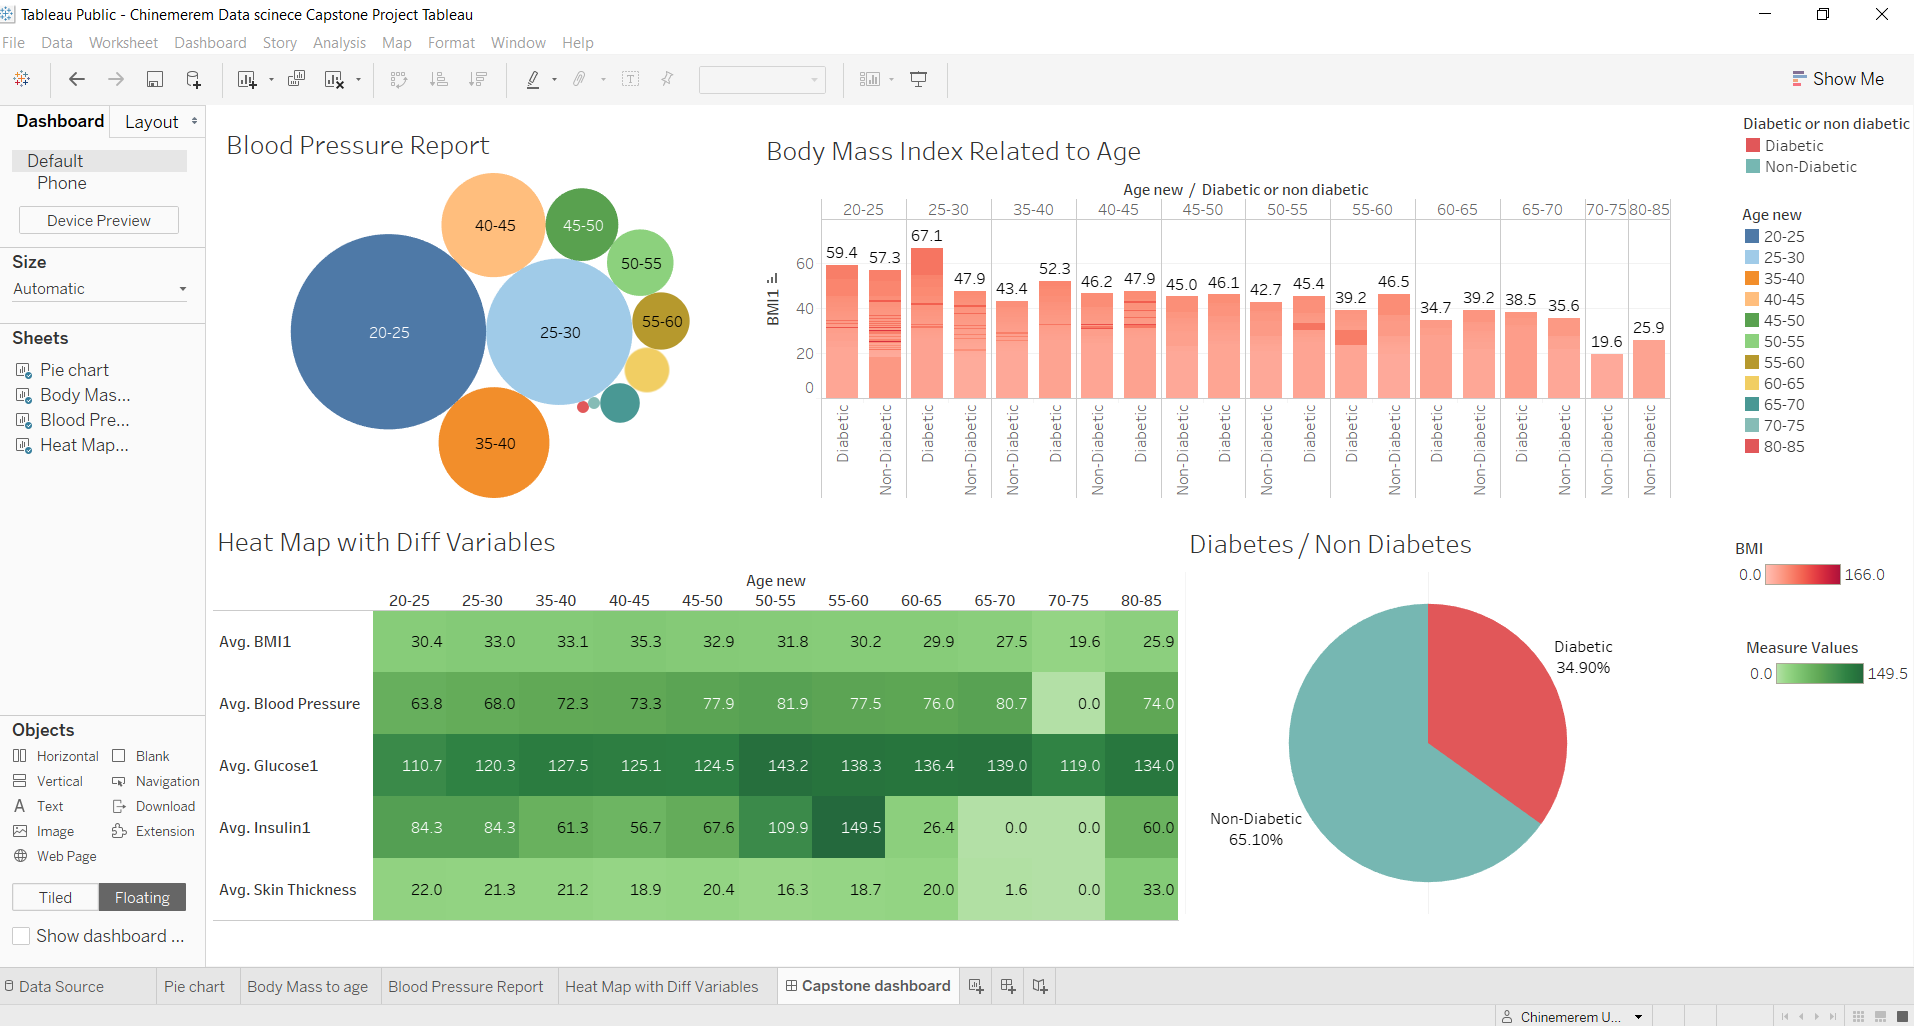 Tableau Public - Chinemerem Data scinece Capstone Project Tableau
File Data Worksheet Dashboard Story Analysis Map Format Window Help
Show Me
Dashboard Layout
Default
Phone
Device Preview
Size
Automatic
Sheets
Pie chart
Body Mas...
Blood Pre...
Heat Map...
Objects
Horizontal Blank
Vertical Navigation
A Text Download
Image Extension
Web Page
Tiled Floating
Show dashboard ...
Blood Pressure Report
40-45
45-50
50-55
55-60
20-25
25-30
35-40
Body Mass Index Related to Age
Age new / Diabetic or non diabetic
20-25 25-30 35-40 40-45 45-50 50-55 55-60 60-65 65-70 70-75 80-85
BMI1
60
40
20
0
59.4 57.3 67.1 47.9 43.4 52.3 46.2 47.9 45.0 46.1 42.7 45.4 39.2 46.5 34.7 39.2 38.5 35.6 19.6 25.9
Diabetic Non-Diabetic Diabetic Non-Diabetic Non-Diabetic Diabetic Non-Diabetic Diabetic Non-Diabetic Diabetic Non-Diabetic Diabetic Diabetic Non-Diabetic Diabetic Non-Diabetic Diabetic Non-Diabetic Non-Diabetic Non-Diabetic
Diabetic or non diabetic
Diabetic
Non-Diabetic
Age new
20-25
25-30
35-40
40-45
45-50
50-55
55-60
60-65
65-70
70-75
80-85
Heat Map with Diff Variables
Age new
20-25 25-30 35-40 40-45 45-50 50-55 55-60 60-65 65-70 70-75 80-85
Avg. BMI1 30.4 33.0 33.1 35.3 32.9 31.8 30.2 29.9 27.5 19.6 25.9
Avg. Blood Pressure 63.8 68.0 72.3 73.3 77.9 81.9 77.5 76.0 80.7 0.0 74.0
Avg. Glucose1 110.7 120.3 127.5 125.1 124.5 143.2 138.3 136.4 139.0 119.0 134.0
Avg. Insulin1 84.3 84.3 61.3 56.7 67.6 109.9 149.5 26.4 0.0 0.0 60.0
Avg. Skin Thickness 22.0 21.3 21.2 18.9 20.4 16.3 18.7 20.0 1.6 0.0 33.0
Diabetes / Non Diabetes
Diabetic
34.90%
Non-Diabetic
65.10%
BMI
0.0 166.0
Measure Values
0.0 149.5
Data Source Pie chart Body Mass to age Blood Pressure Report Heat Map with Diff Variables Capstone dashboard
Chinemerem U...